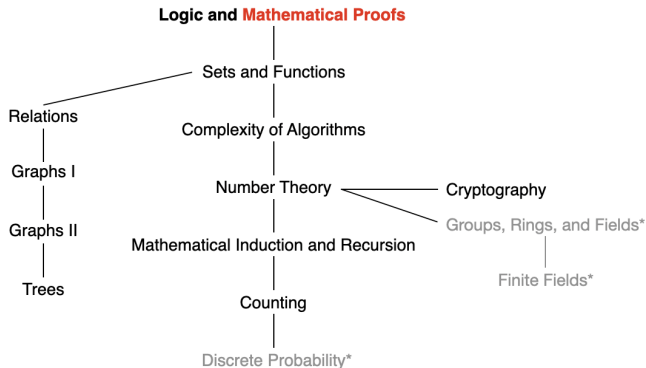 Logic and Mathematical Proofs
Sets and Functions
Relations
Complexity of Algorithms
Graphs I
Number Theory
Cryptography
Groups, Rings, and Fields*
Graphs II
Mathematical Induction and Recursion
Finite Fields*
Trees
Counting
Discrete Probability*